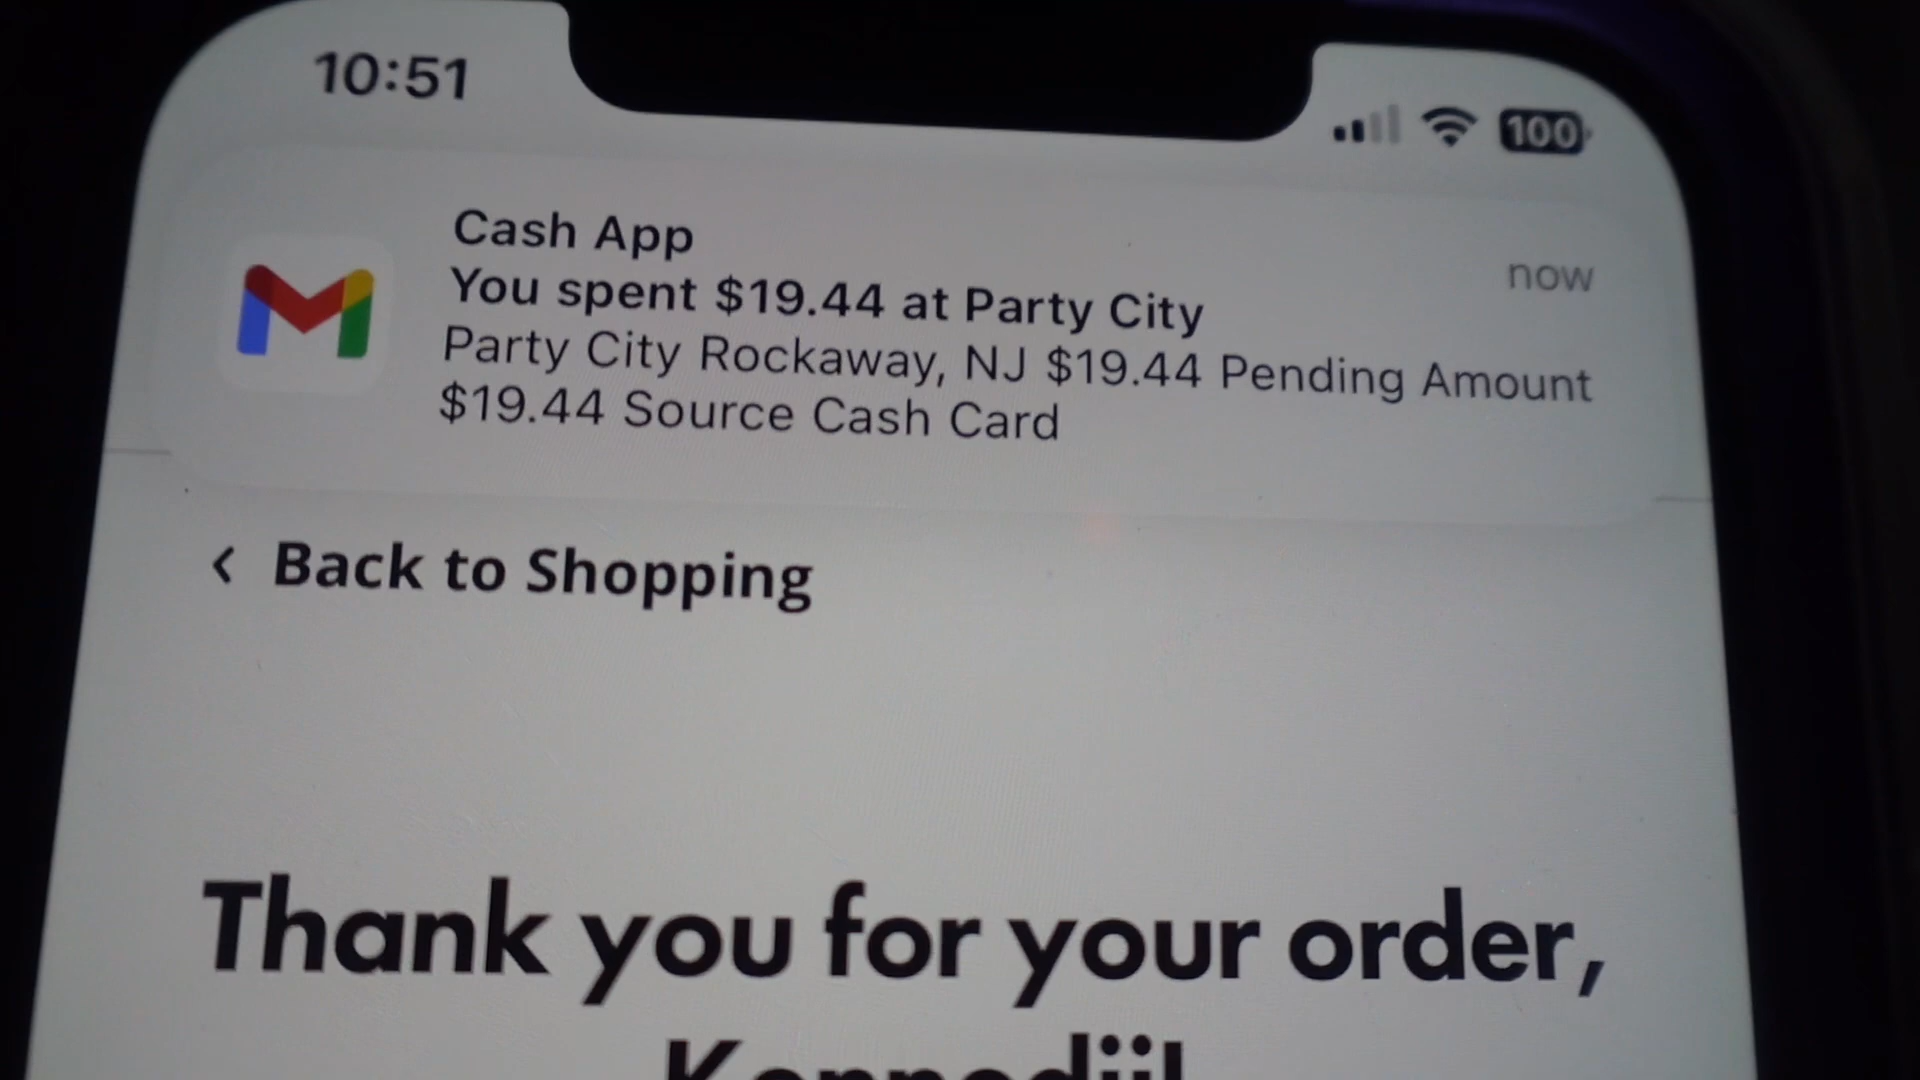 10:51
100
Cash App
now
You spent $19.44 at Party City
Party City Rockaway, NJ $19.44 Pending Amount
$19.44 Source Cash Card
‹ Back to Shopping
Thank you for your order,